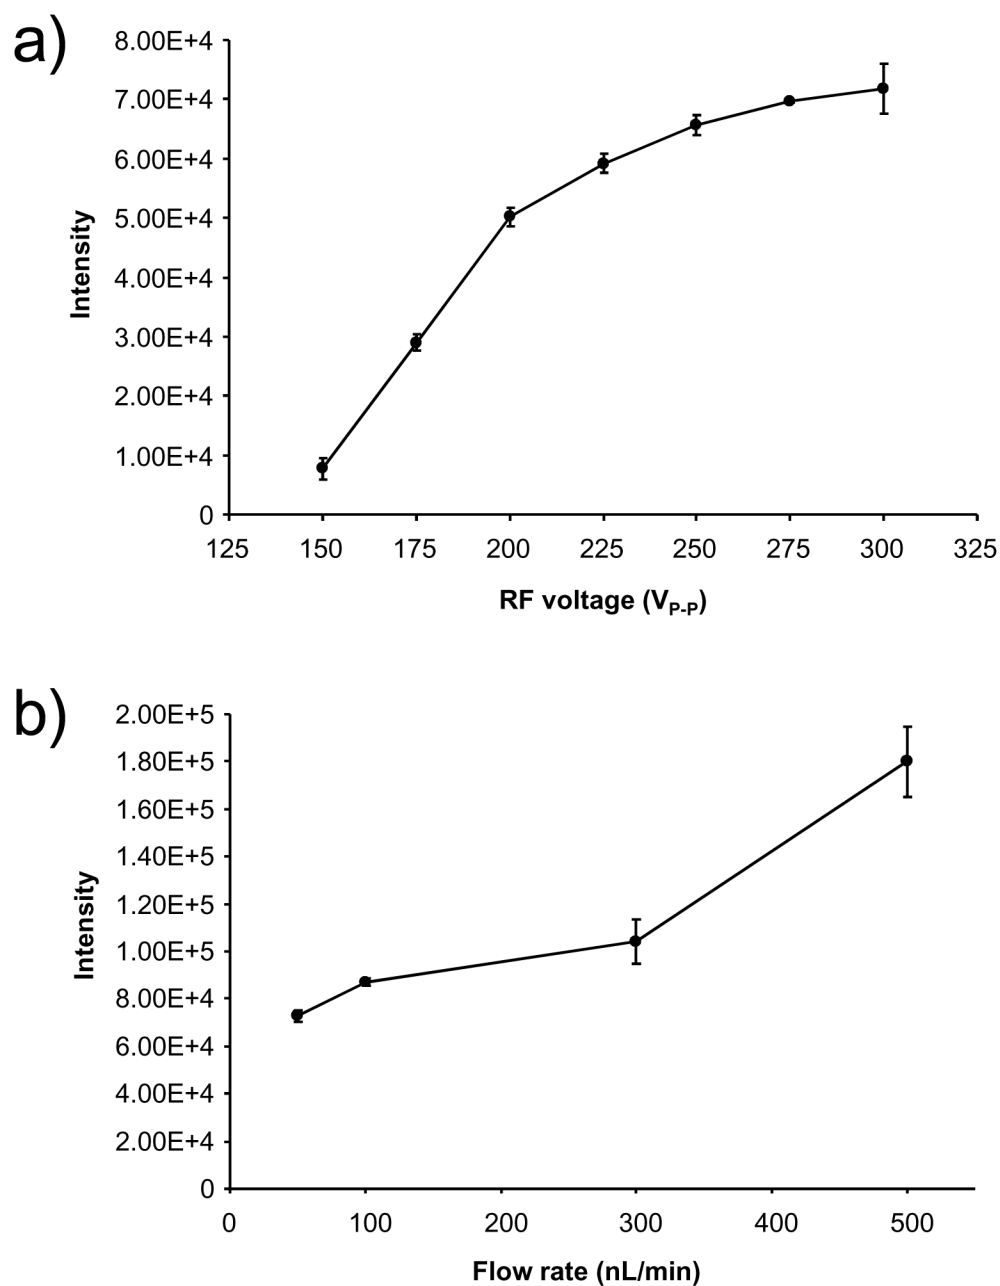 a)
8.00E+4
7.00E+4
6.00E+4
5.00E+4
4.00E+4
3.00E+4
2.00E+4
1.00E+4
0
Intensity
125 150 175 200 225 250 275 300 325
RF voltage (V_P-P)
b)
2.00E+5
1.80E+5
1.60E+5
1.40E+5
1.20E+5
1.00E+5
8.00E+4
6.00E+4
4.00E+4
2.00E+4
0
Intensity
0 100 200 300 400 500
Flow rate (nL/min)